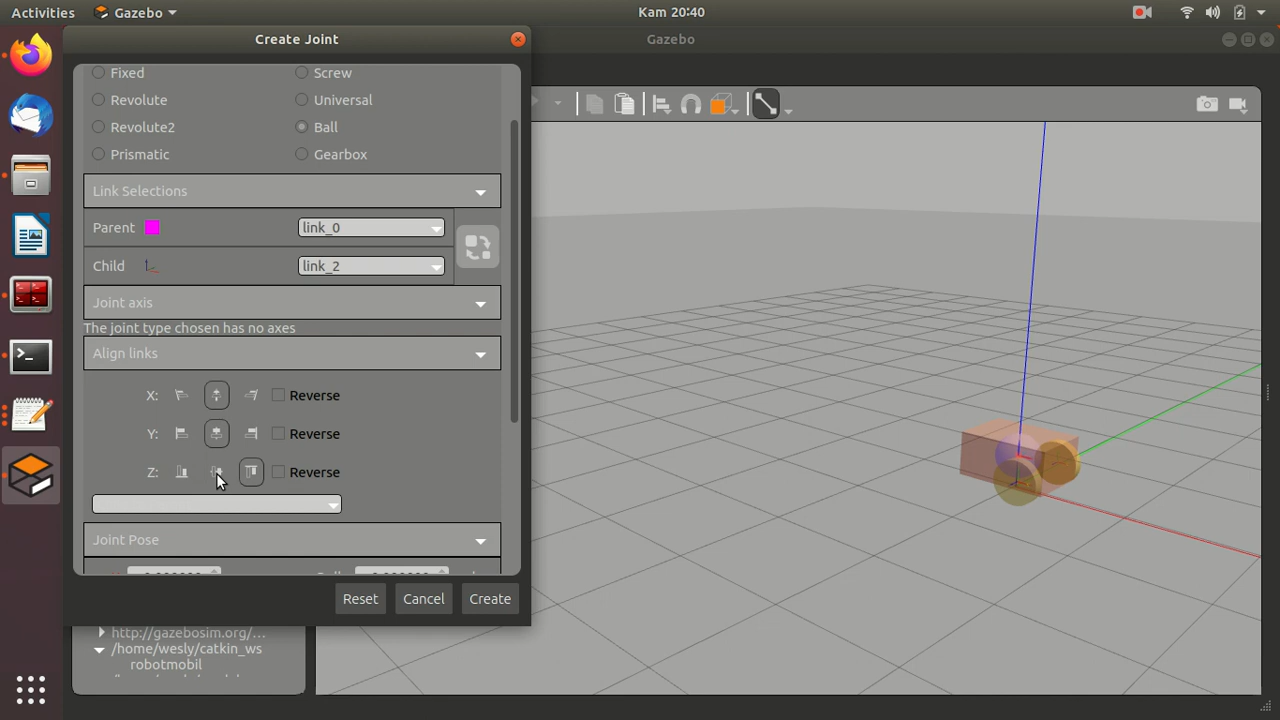 Activities
Gazebo
Kam 20:40
Create Joint
Gazebo
Fixed
Screw
Revolute
Universal
Revolute2
Ball
Prismatic
Gearbox
Link Selections
Parent
link_0
Child
link_2
Joint axis
The joint type chosen has no axes
Align links
X:
Reverse
Y:
Reverse
Z:
Reverse
Joint Pose
Reset
Cancel
Create
http://gazebosim.org/...
/home/wesly/catkin_ws
robotmobil